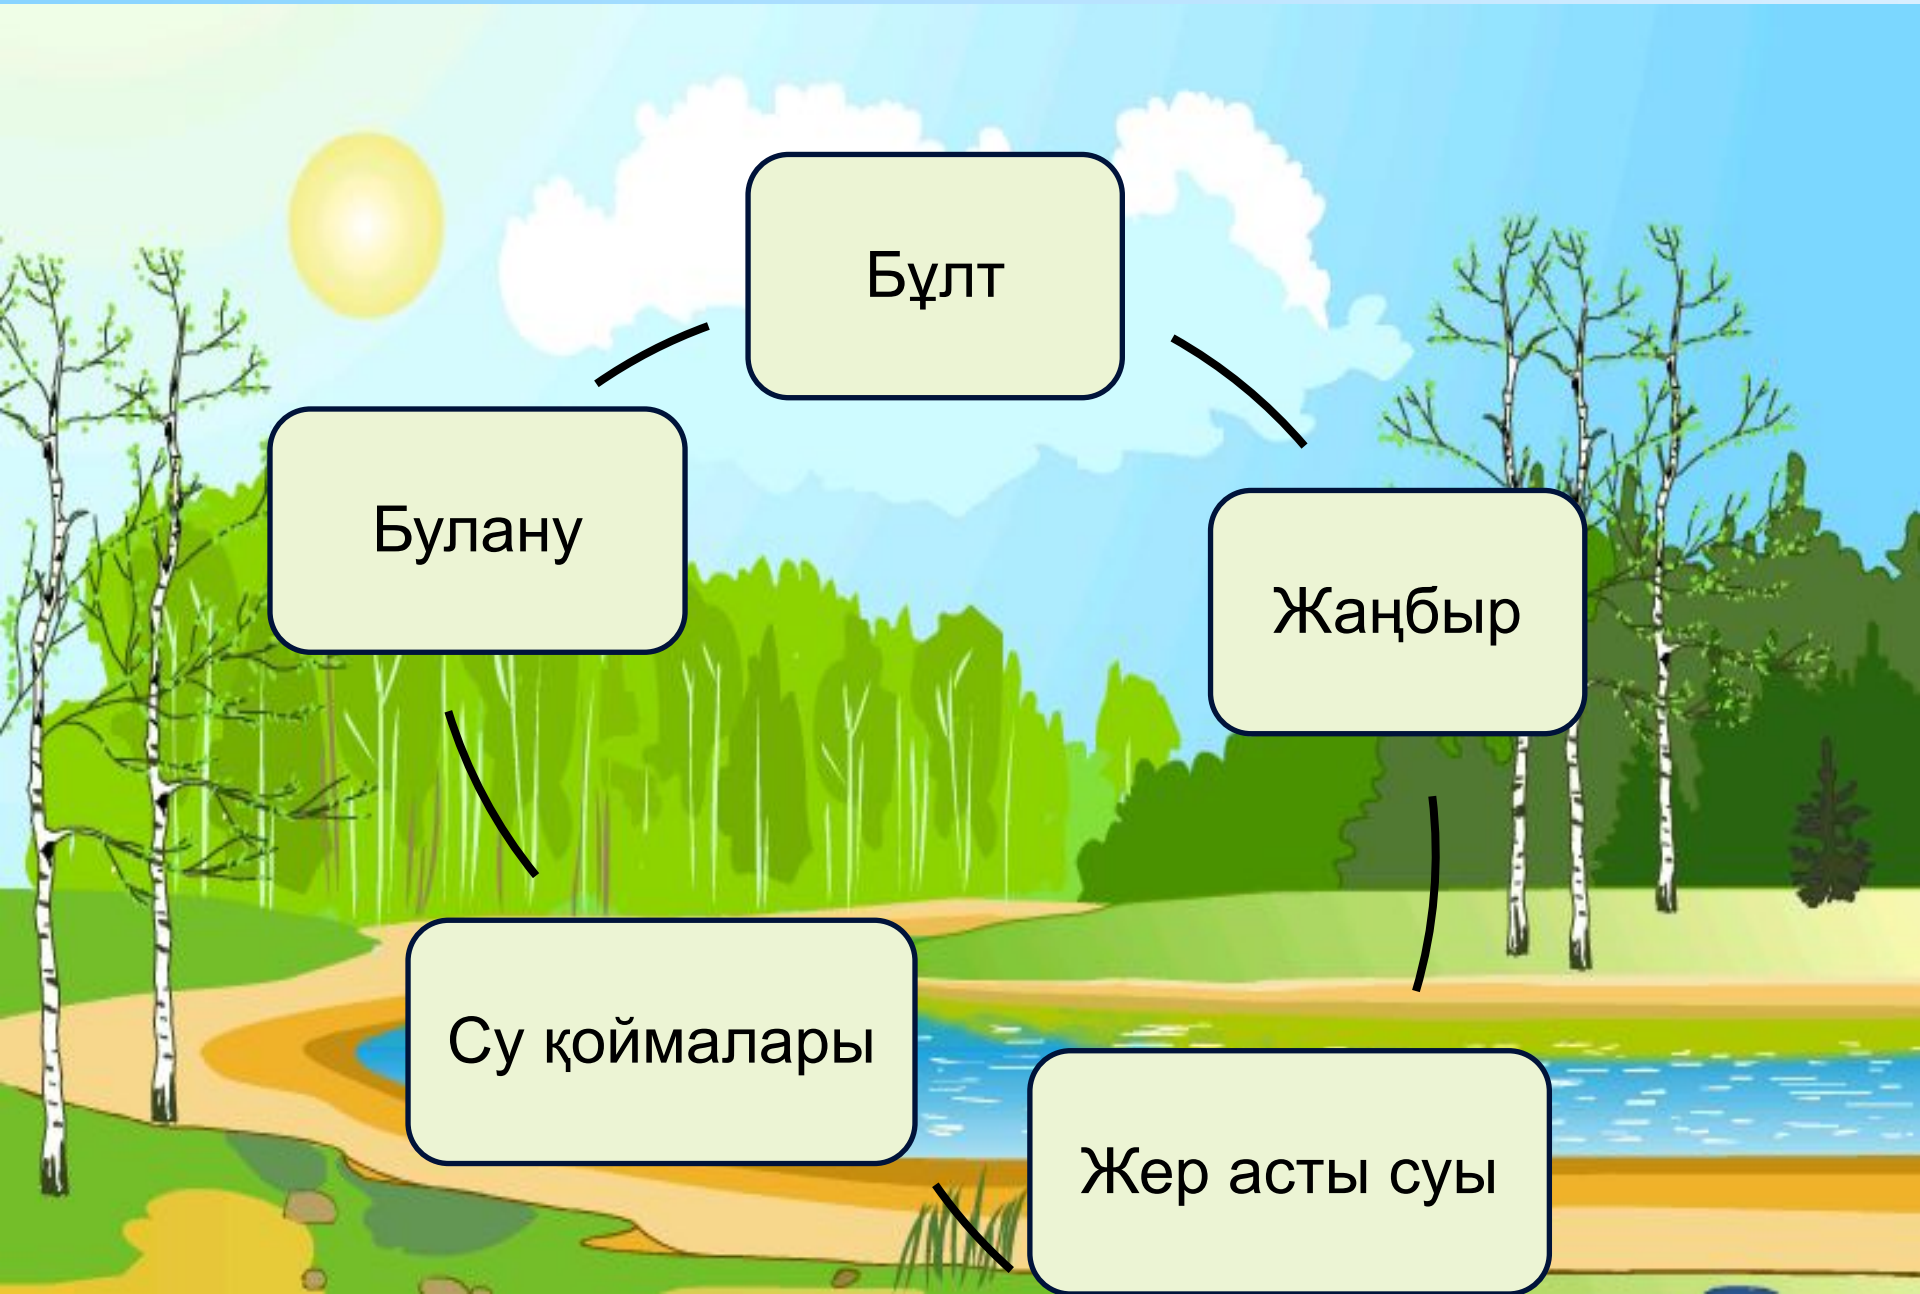 Бұлт
Булану
Жаңбыр
Су қоймалары
Жер асты суы